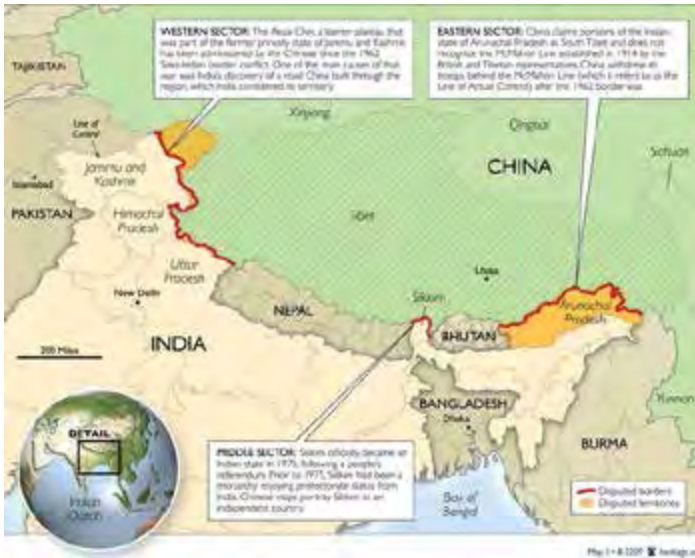 WESTERN SECTOR: The Aksai Chin, a barren plateau that
was part of the former princely state of Jammu and Kashmir
has been administered by the Chinese since the 1962
Sino-Indian border conflict. One of the main causes of that
war was India's discovery of a road China built through the
region, which India considered its territory
EASTERN SECTOR: China claims portions of the Indian
state of Arunachal Pradesh as South Tibet and does not
recognize the McMahon Line established in 1914 by the
British and Tibetan representatives. China withdrew its
troops behind the McMahon Line (which it refers to as the
Line of Actual Control) after the 1962 border war
TAJIKISTAN
Xinjiang
Qinghai
Line of
Control
CHINA
Jammu and
Kashmir
Islamabad
PAKISTAN
Himachal
Pradesh
Tibet
Uttar
Pradesh
Lhasa
New Delhi
NEPAL
Sikkim
Arunachal
Pradesh
BHUTAN
200 Miles
INDIA
BANGLADESH
Dhaka
Yunnan
DETAIL
BURMA
MIDDLE SECTOR: Sikkim officially became an
Indian state in 1975, following a people's
referendum. Prior to 1975, Sikkim had been a
monarchy enjoying protectorate status from
India. Chinese maps portray Sikkim as an
independent country
Indian
Ocean
Bay of
Bengal
Disputed borders
Disputed territories
Map 1 • B 2209 heritage